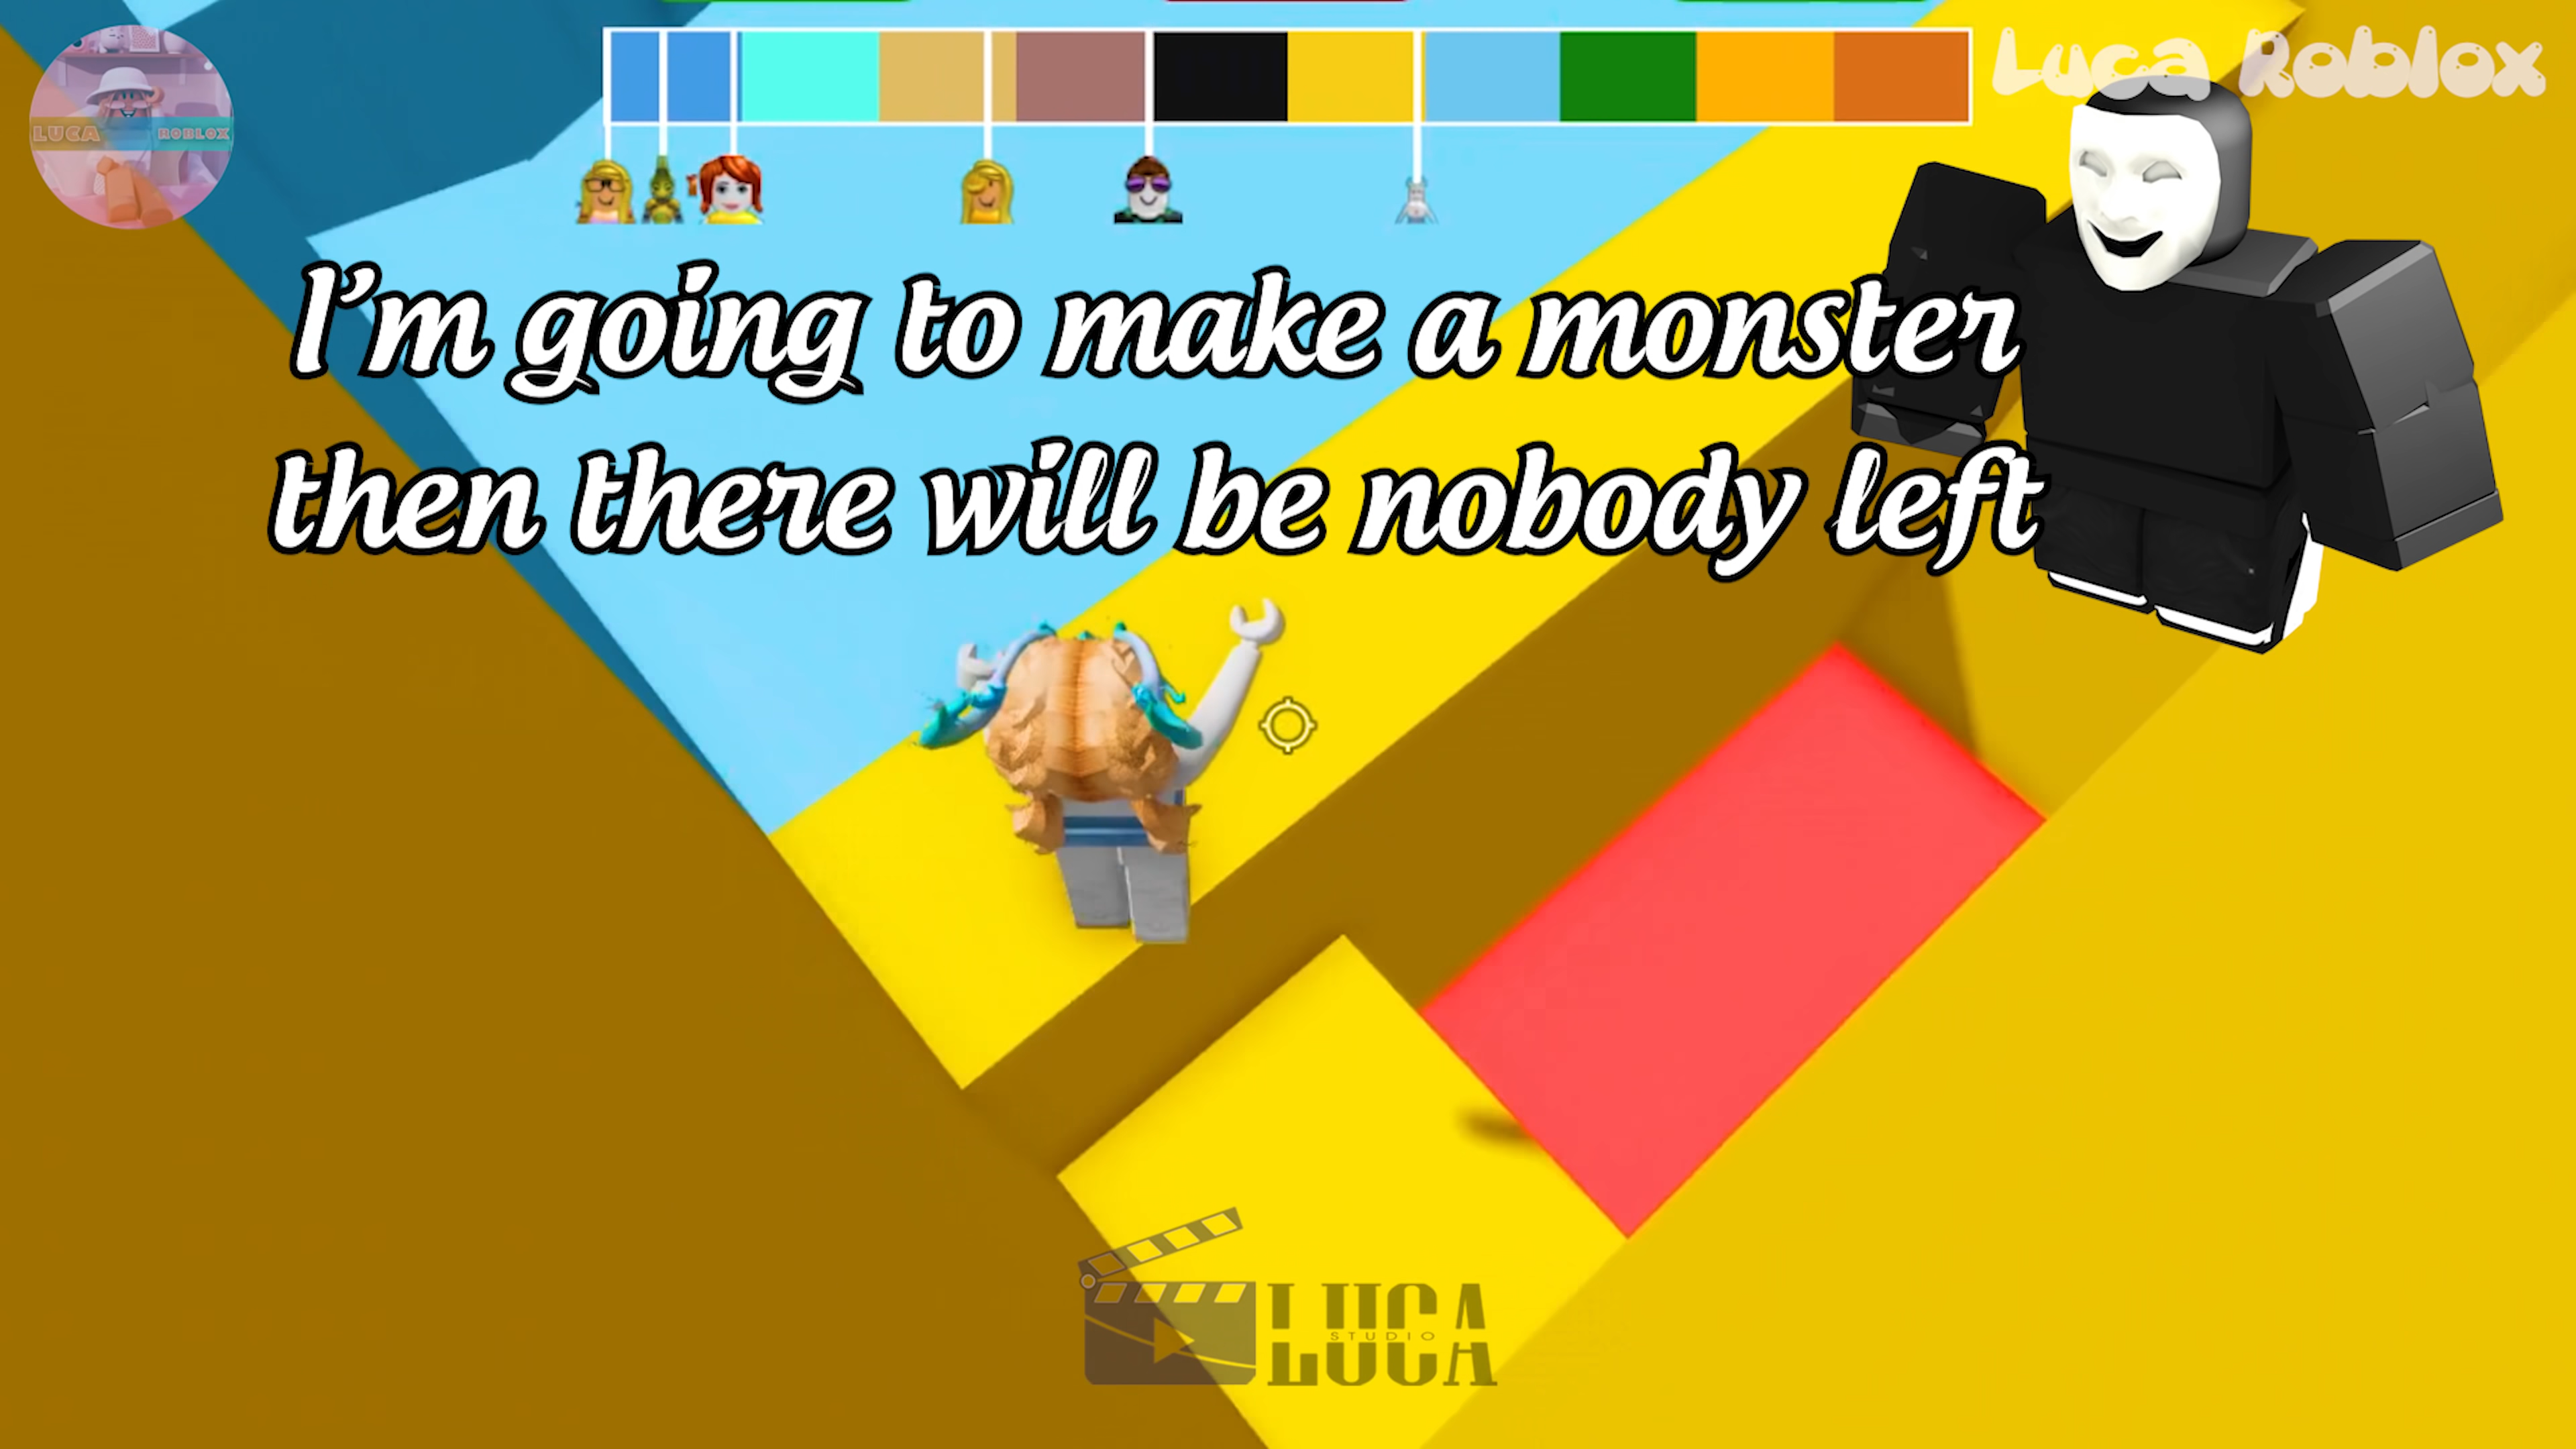 LUCA ROBLOX
Luca Roblox
I'm going to make a monster
then there will be nobody left
LUCA
STUDIO